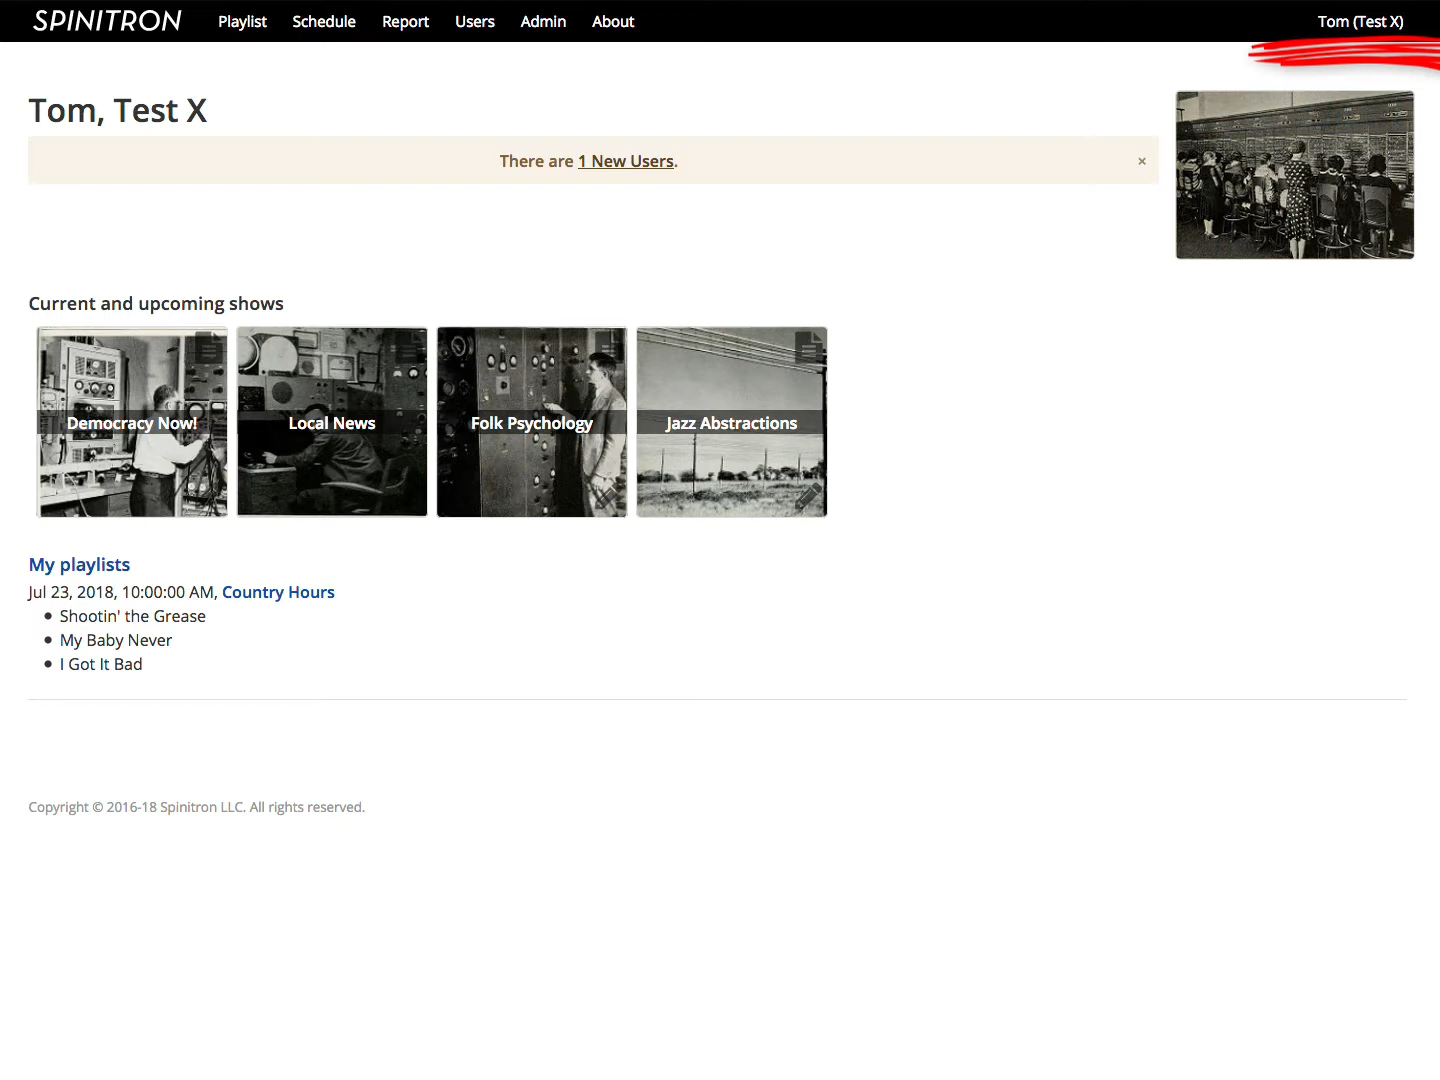 SPINITRON Playlist Schedule Report Users Admin About Tom (Test X)
Tom, Test X
There are 1 New Users. ×
Current and upcoming shows
Democracy Now! Local News Folk Psychology Jazz Abstractions
My playlists
Jul 23, 2018, 10:00:00 AM, Country Hours
• Shootin' the Grease
• My Baby Never
• I Got It Bad
Copyright © 2016-18 Spinitron LLC. All rights reserved.